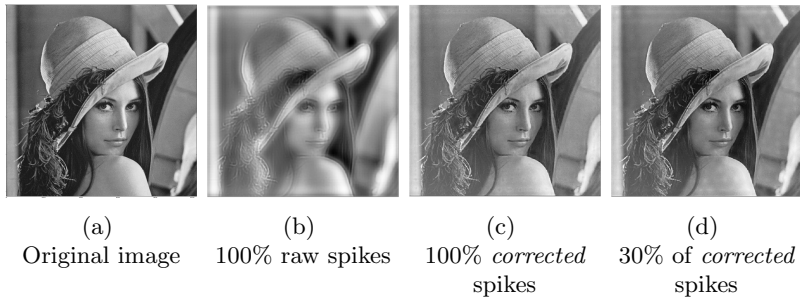 (a)
Original image
(b)
100% raw spikes
(c)
100% corrected
spikes
(d)
30% of corrected
spikes